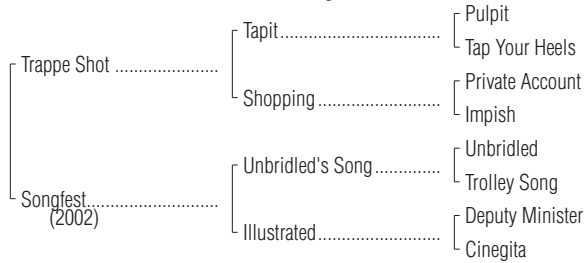 Pulpit
Tapit
Tap Your Heels
Trappe Shot
Private Account
Shopping
Impish
Unbridled
Unbridled's Song
Trolley Song
Songfest
(2002)
Deputy Minister
Illustrated
Cinegita